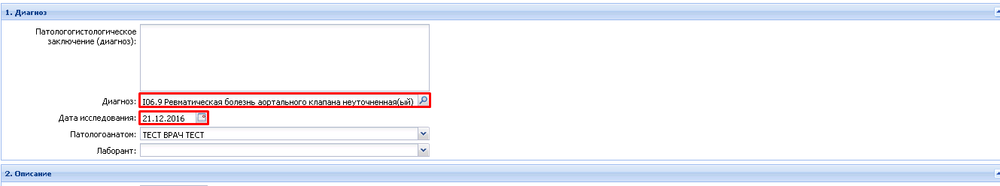 1. Диагноз
Патологогистологическое
заключение (диагноз):
Диагноз: I06.9 Ревматическая болезнь аортального клапана неуточненная(ый)
Дата исследования: 21.12.2016
Патологоанатом: ТЕСТ ВРАЧ ТЕСТ
Лаборант:
2. Описание